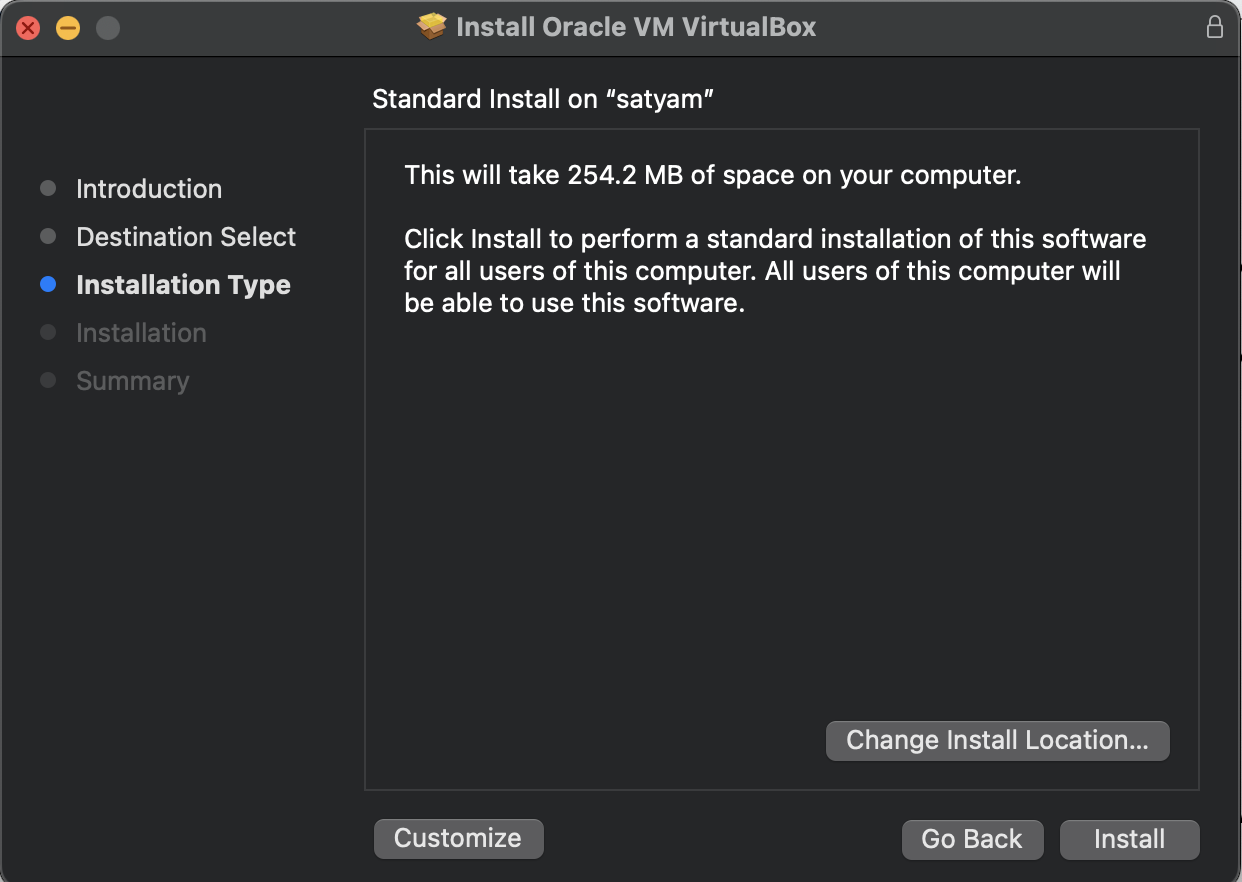 Install Oracle VM VirtualBox
Standard Install on “satyam”
Introduction
Destination Select
Installation Type
Installation
Summary
This will take 254.2 MB of space on your computer.
Click Install to perform a standard installation of this software
for all users of this computer. All users of this computer will
be able to use this software.
Change Install Location...
Customize
Go Back
Install